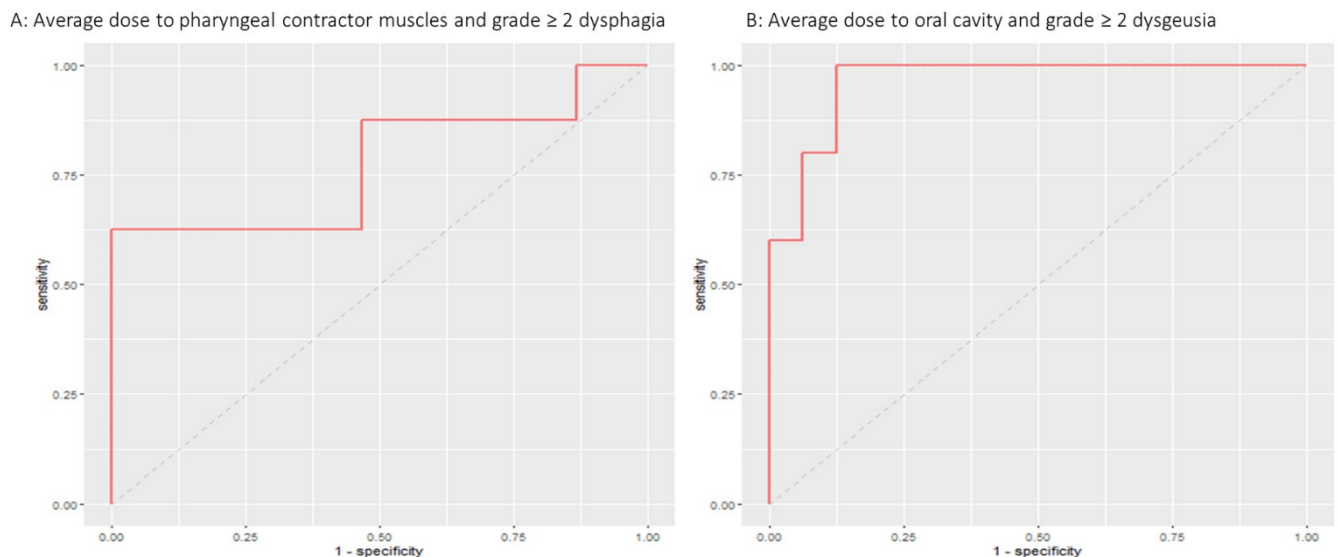 A: Average dose to pharyngeal contractor muscles and grade ≥ 2 dysphagia
1.00
0.75
0.50
0.25
0.00
sensitivity
0.00 0.25 0.50 0.75 1.00
1 - specificity
B: Average dose to oral cavity and grade ≥ 2 dysgeusia
1.00
0.75
0.50
0.25
0.00
sensitivity
0.00 0.25 0.50 0.75 1.00
1 - specificity